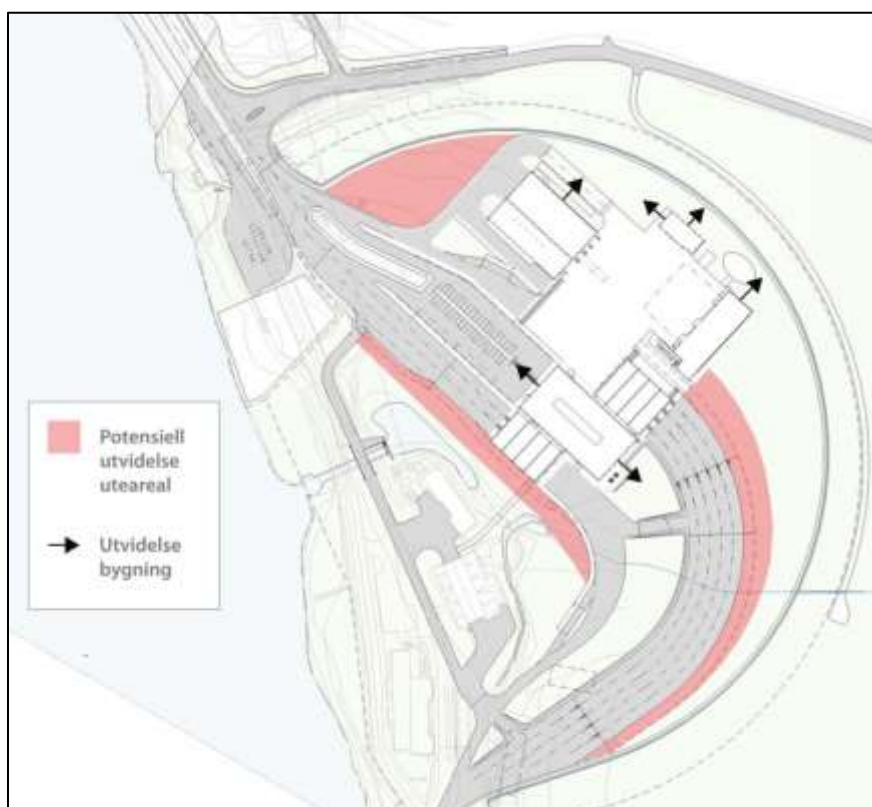 Potensiell
utvidelse
uteareal
Utvidelse
bygning